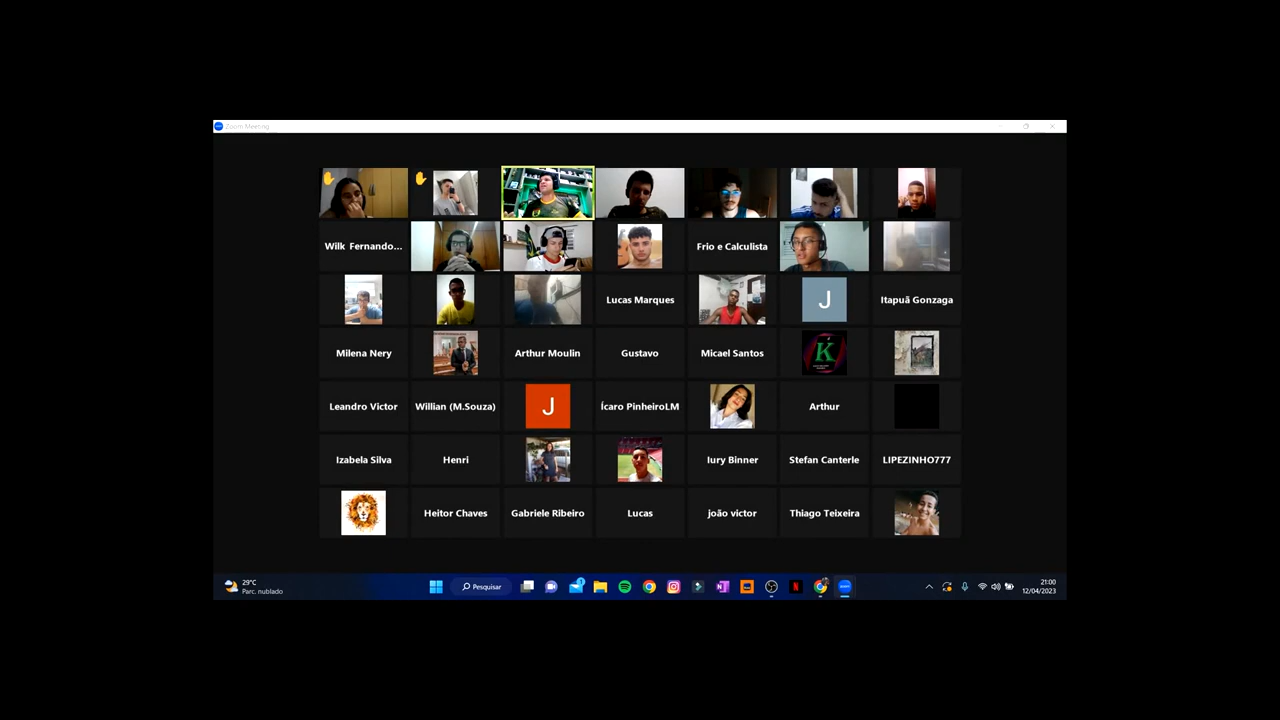 Zoom Meeting
Wilk Fernando...
Frio e Calculista
Lucas Marques
J
Itapuã Gonzaga
Milena Nery
Arthur Moulin
Gustavo
Micael Santos
K
Leandro Victor
Willian (M.Souza)
J
Ícaro PinheiroLM
Arthur
Izabela Silva
Henri
Iury Binner
Stefan Canterle
LIPEZINHO777
Heitor Chaves
Gabriele Ribeiro
Lucas
joão victor
Thiago Teixeira
29°C
Parc. nublado
Pesquisar
21:00
12/04/2023